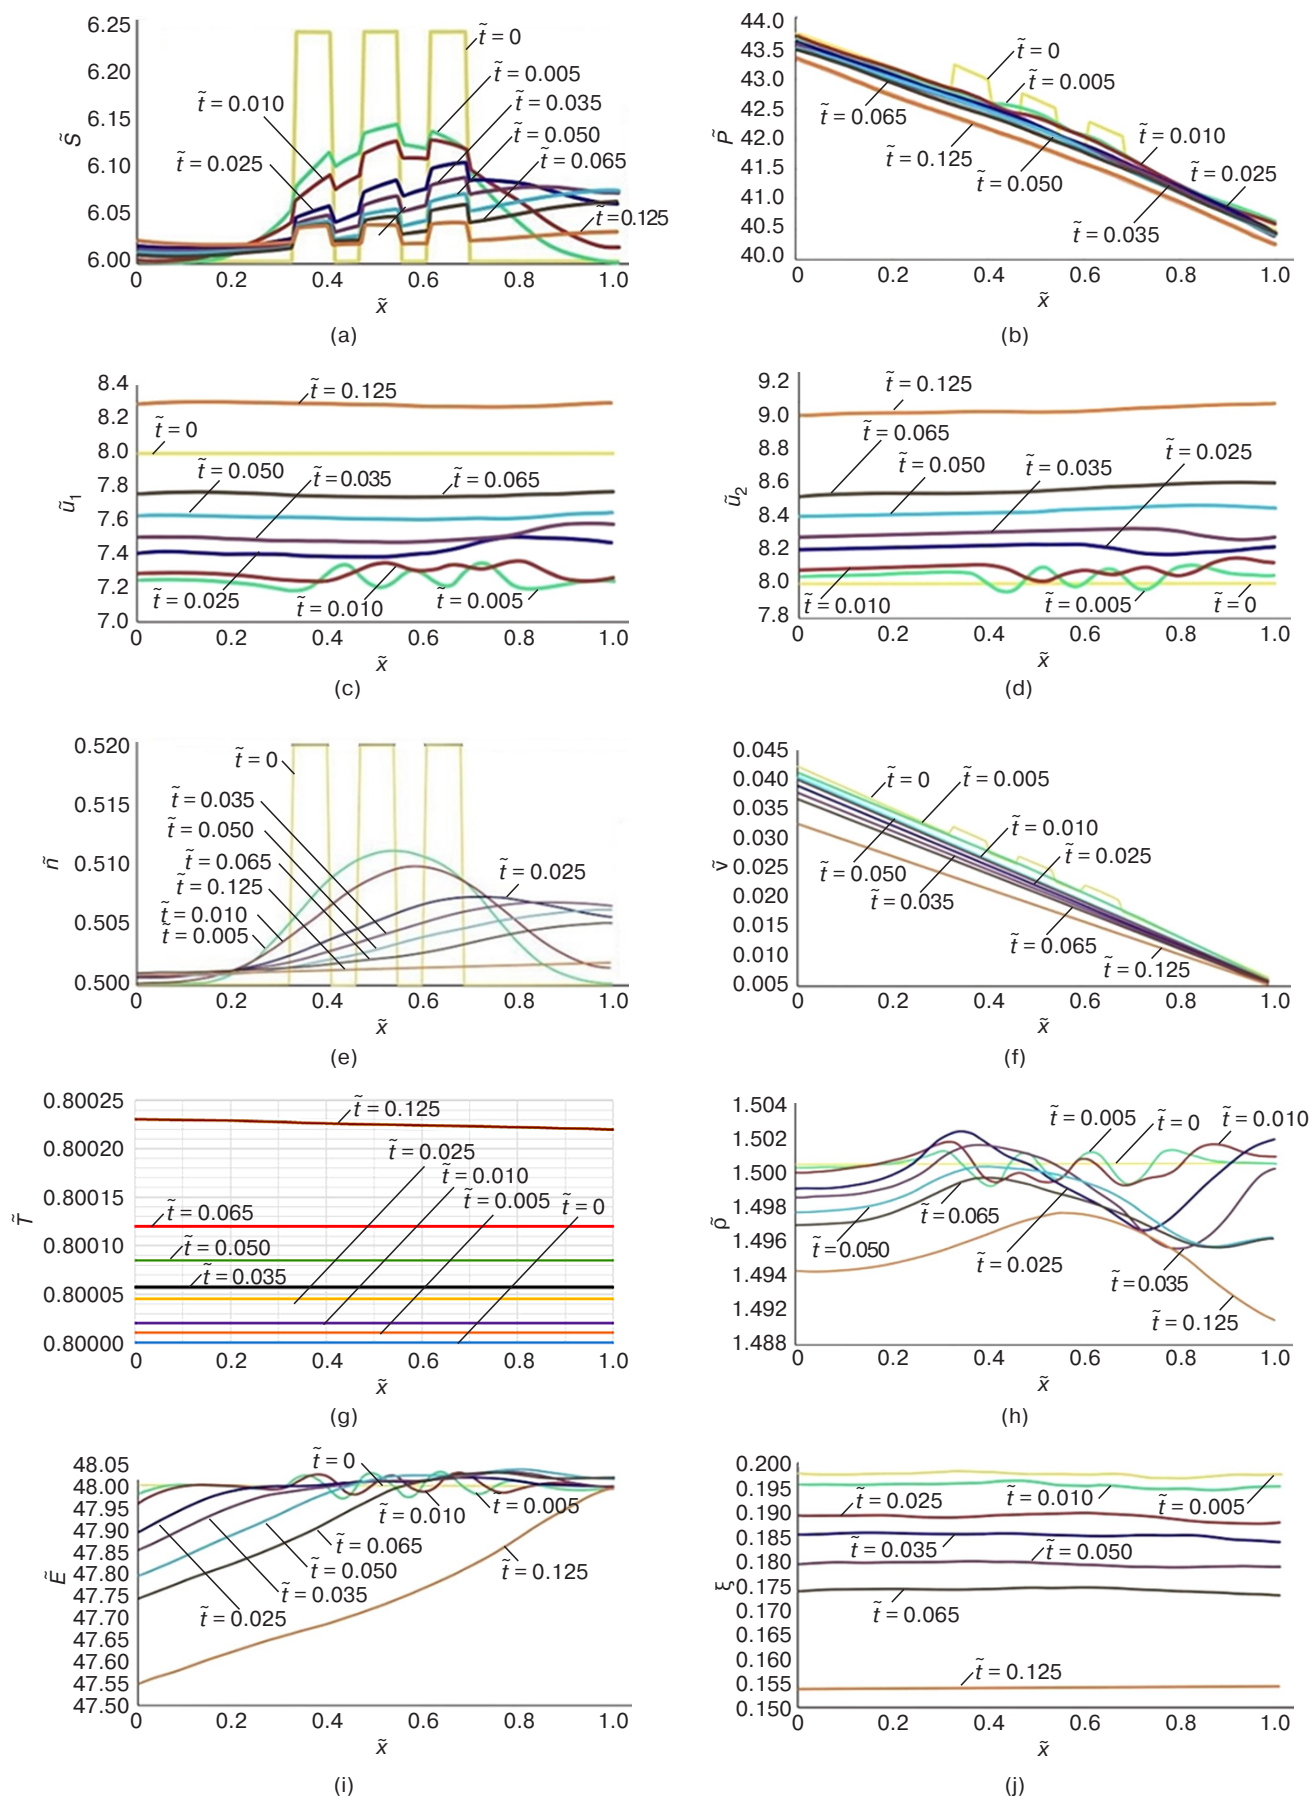 6.25
6.20
6.15
6.10
6.05
6.00
S̃
t̃ = 0
t̃ = 0.005
t̃ = 0.010
t̃ = 0.035
t̃ = 0.050
t̃ = 0.025
t̃ = 0.065
t̃ = 0.125
0 0.2 0.4 0.6 0.8 1.0
x̃
(a)
44.0
43.5
43.0
42.5
42.0
41.5
41.0
40.5
40.0
P̃
t̃ = 0
t̃ = 0.005
t̃ = 0.065
t̃ = 0.010
t̃ = 0.125
t̃ = 0.025
t̃ = 0.050
t̃ = 0.035
0 0.2 0.4 0.6 0.8 1.0
x̃
(b)
8.4
8.2
8.0
7.8
7.6
7.4
7.2
7.0
ũ1
t̃ = 0.125
t̃ = 0
t̃ = 0.050
t̃ = 0.035
t̃ = 0.065
t̃ = 0.025
t̃ = 0.010
t̃ = 0.005
0 0.2 0.4 0.6 0.8 1.0
x̃
(c)
9.2
9.0
8.8
8.6
8.4
8.2
8.0
7.8
ũ2
t̃ = 0.125
t̃ = 0.065
t̃ = 0.050
t̃ = 0.035
t̃ = 0.025
t̃ = 0.010
t̃ = 0.005
t̃ = 0
0 0.2 0.4 0.6 0.8 1.0
x̃
(d)
0.520
0.515
0.510
0.505
0.500
ñ
t̃ = 0
t̃ = 0.035
t̃ = 0.050
t̃ = 0.065
t̃ = 0.125
t̃ = 0.010
t̃ = 0.005
t̃ = 0.025
0 0.2 0.4 0.6 0.8 1.0
x̃
(e)
0.045
0.040
0.035
0.030
0.025
0.020
0.015
0.010
0.005
ṽ
t̃ = 0
t̃ = 0.005
t̃ = 0.010
t̃ = 0.025
t̃ = 0.050
t̃ = 0.035
t̃ = 0.065
t̃ = 0.125
0 0.2 0.4 0.6 0.8 1.0
x̃
(f)
0.80025
0.80020
0.80015
0.80010
0.80005
0.80000
T̃
t̃ = 0.125
t̃ = 0.025
t̃ = 0.010
t̃ = 0.005
t̃ = 0
t̃ = 0.065
t̃ = 0.050
t̃ = 0.035
0 0.2 0.4 0.6 0.8 1.0
x̃
(g)
1.504
1.502
1.500
1.498
1.496
1.494
1.492
1.488
ρ̃
t̃ = 0.005
t̃ = 0
t̃ = 0.010
t̃ = 0.065
t̃ = 0.050
t̃ = 0.025
t̃ = 0.035
t̃ = 0.125
0 0.2 0.4 0.6 0.8 1.0
x̃
(h)
48.05
48.00
47.95
47.90
47.85
47.80
47.75
47.70
47.65
47.60
47.55
47.50
Ẽ
t̃ = 0
t̃ = 0.005
t̃ = 0.010
t̃ = 0.065
t̃ = 0.050
t̃ = 0.125
t̃ = 0.035
t̃ = 0.025
0 0.2 0.4 0.6 0.8 1.0
x̃
(i)
0.200
0.195
0.190
0.185
0.180
0.175
0.170
0.165
0.160
0.155
0.150
ξ
t̃ = 0.025
t̃ = 0.010
t̃ = 0.005
t̃ = 0.035
t̃ = 0.050
t̃ = 0.065
t̃ = 0.125
0 0.2 0.4 0.6 0.8 1.0
x̃
(j)